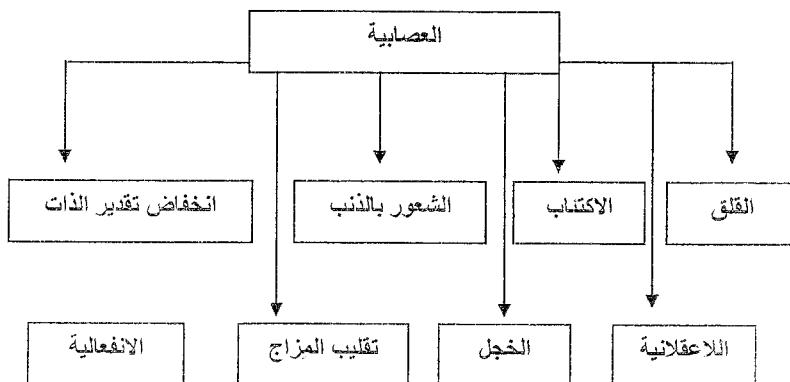 العصابية
القلق
الاكتئاب
الشعور بالذنب
انخفاض تقدير الذات
اللاعقلانية
الخجل
تقليب المزاج
الانفعالية